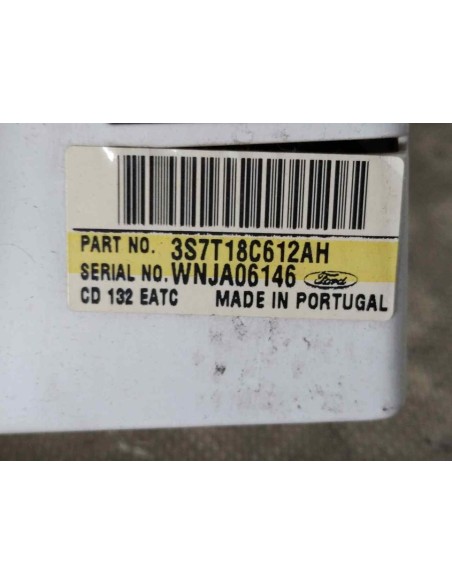 PART NO. 3S7T18C612AH
SERIAL NO. WNJA06146 Ford
CD 132 EATC MADE IN PORTUGAL